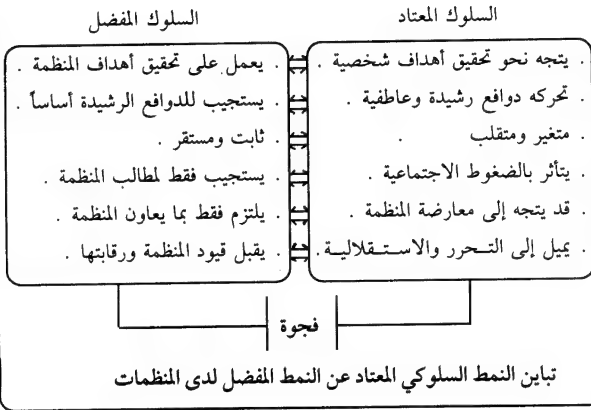 السلوك المعتاد
السلوك المفضل
. يتجه نحو تحقيق أهداف شخصية .
. تحركه دوافع رشيدة وعاطفية .
. متغير ومتقلب .
. يتأثر بالضغوط الاجتماعية .
. قد يتجه إلى معارضة المنظمة .
. يميل إلى التحرر والاستقلالية .
. يعمل على تحقيق أهداف المنظمة .
. يستجيب للدوافع الرشيدة أساساً .
. ثابت ومستقر .
. يستجيب فقط لمطالب المنظمة .
. يلتزم فقط بما يعاون المنظمة .
. يقبل قيود المنظمة ورقابتها .
فجوة
تباين النمط السلوكي المعتاد عن النمط المفضل لدى المنظمات